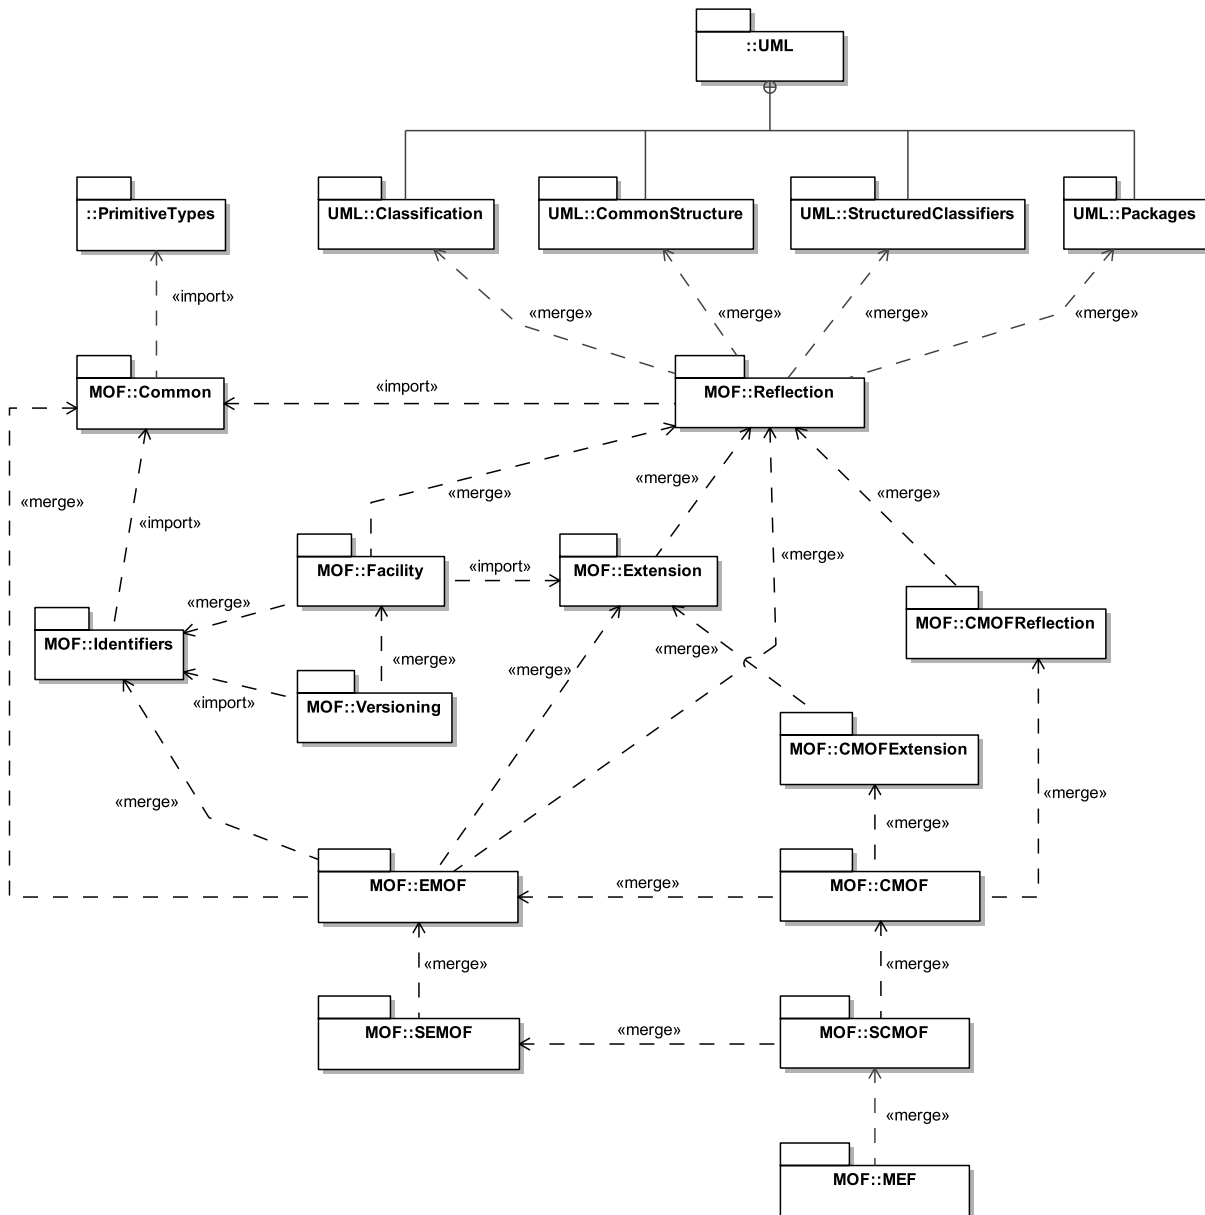 ::UML
::PrimitiveTypes
UML::Classification
UML::CommonStructure
UML::StructuredClassifiers
UML::Packages
«import»
«merge»
«merge»
«merge»
«merge»
MOF::Common
«import»
MOF::Reflection
«merge»
«merge»
«merge»
«merge»
«import»
«merge»
MOF::Facility
«import»
MOF::Extension
«merge»
MOF::CMOFReflection
MOF::Identifiers
«merge»
«merge»
«merge»
«import»
MOF::Versioning
MOF::CMOFExtension
«merge»
«merge»
«merge»
MOF::EMOF
«merge»
MOF::CMOF
«merge»
«merge»
MOF::SEMOF
«merge»
MOF::SCMOF
«merge»
MOF::MEF